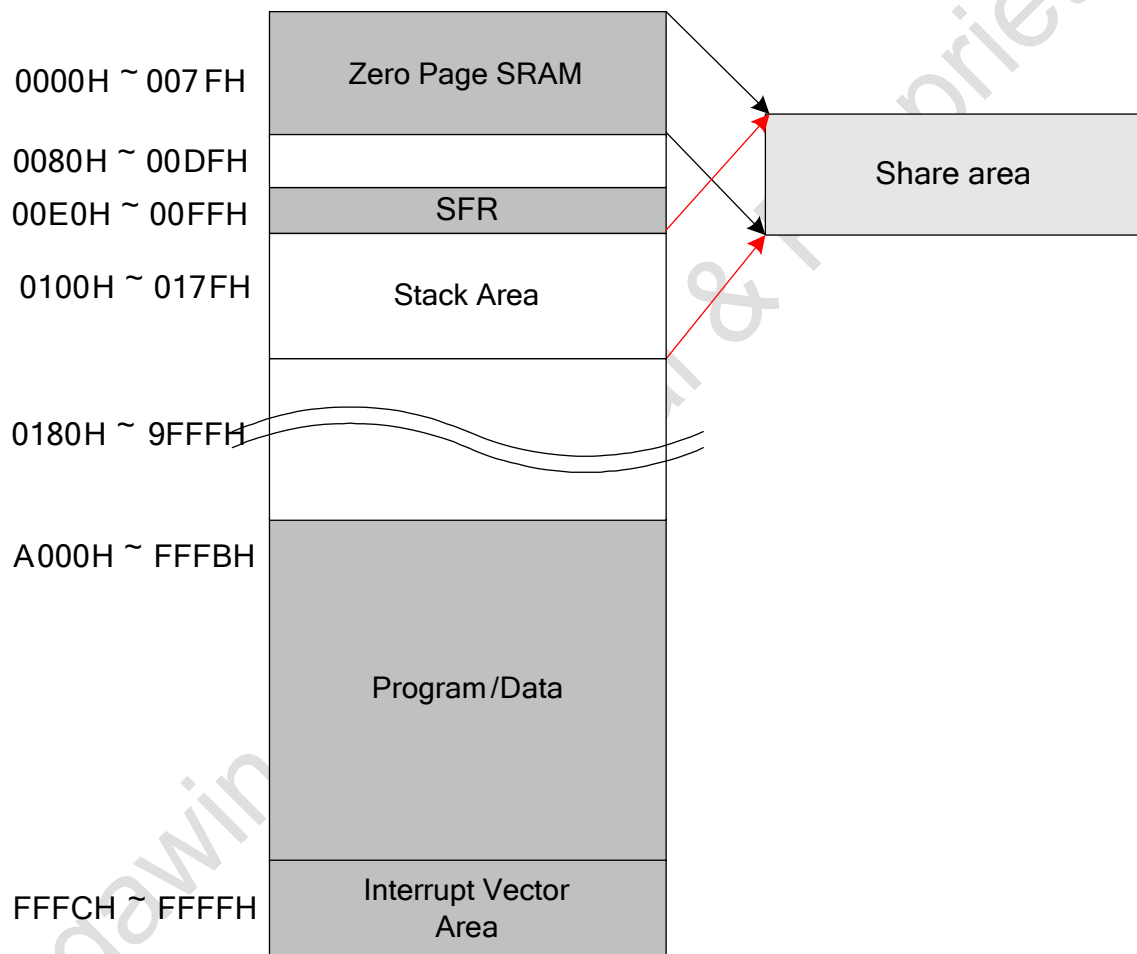 0000H ~ 007FH
Zero Page SRAM
Share area
0080H ~ 00DFH
00E0H ~ 00FFH
SFR
0100H ~ 017FH
Stack Area
0180H ~ 9FFFH
A000H ~ FFFBH
Program/Data
FFFCH ~ FFFFH
Interrupt Vector
Area